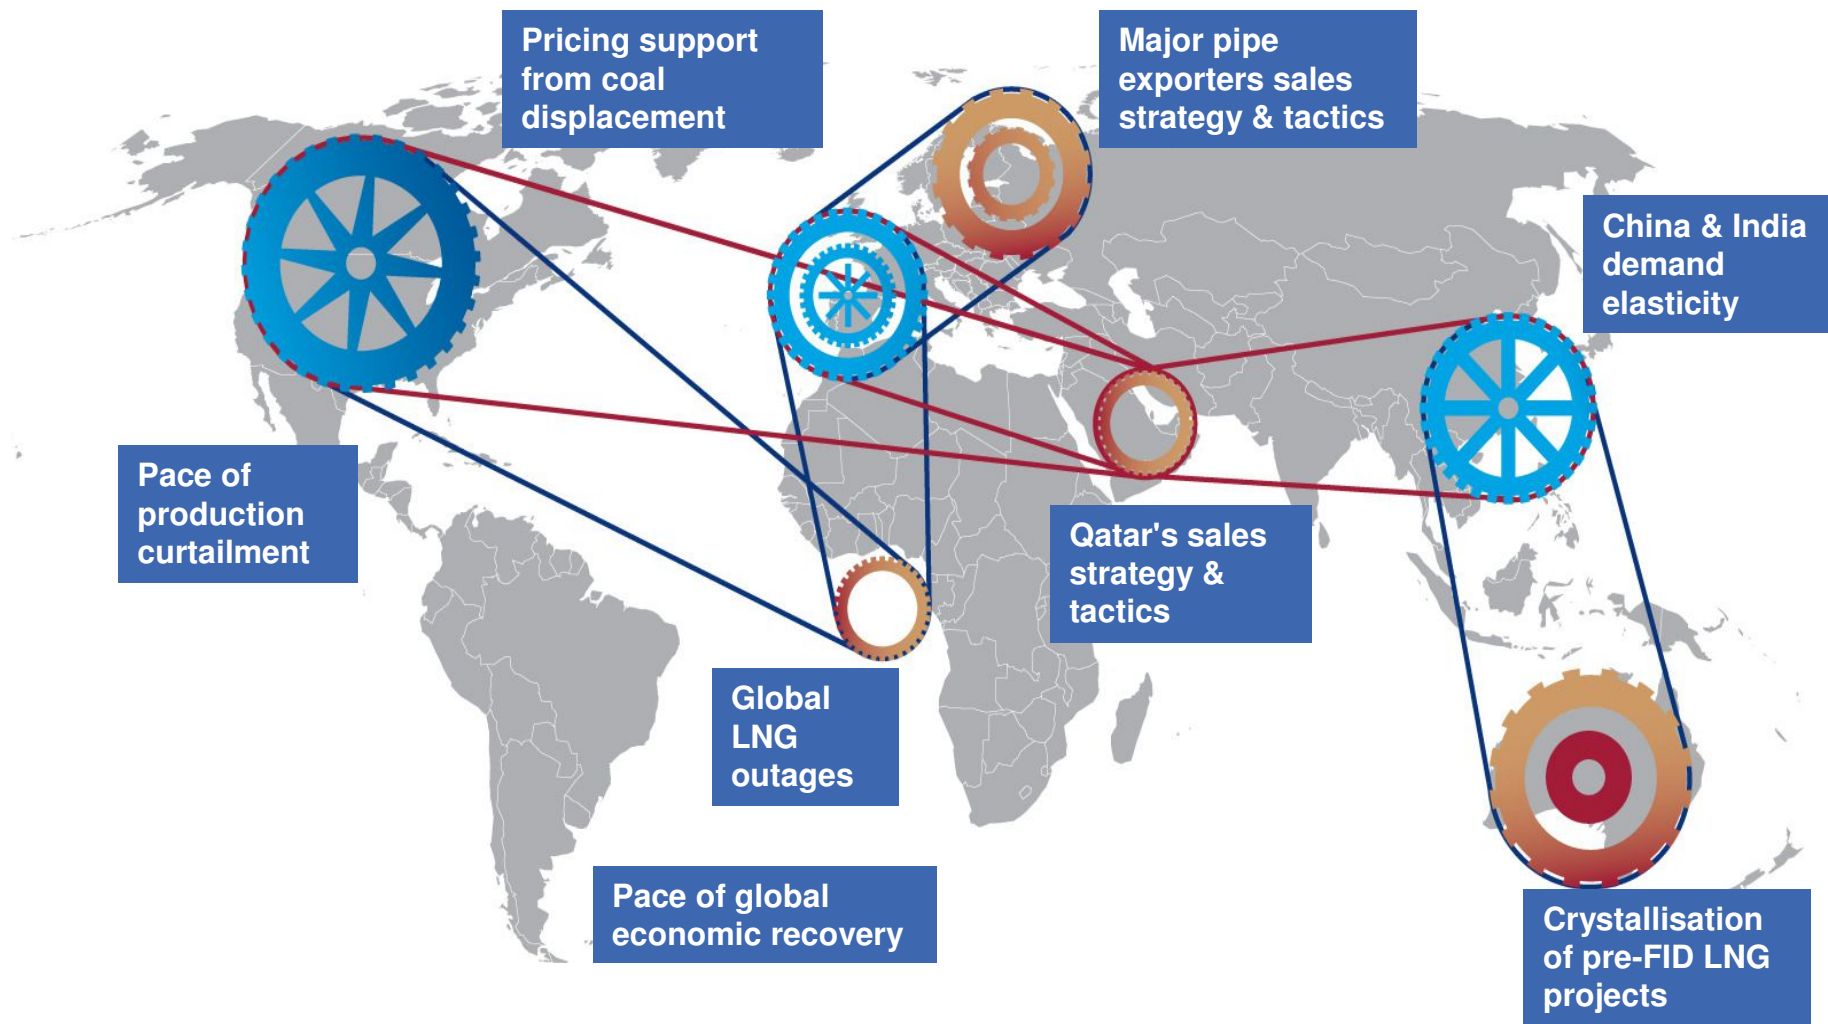 Pricing support
from coal
displacement
Major pipe
exporters sales
strategy & tactics
China & India
demand
elasticity
Pace of
production
curtailment
Qatar's sales
strategy &
tactics
Global
LNG
outages
Pace of global
economic recovery
Crystallisation
of pre-FID LNG
projects